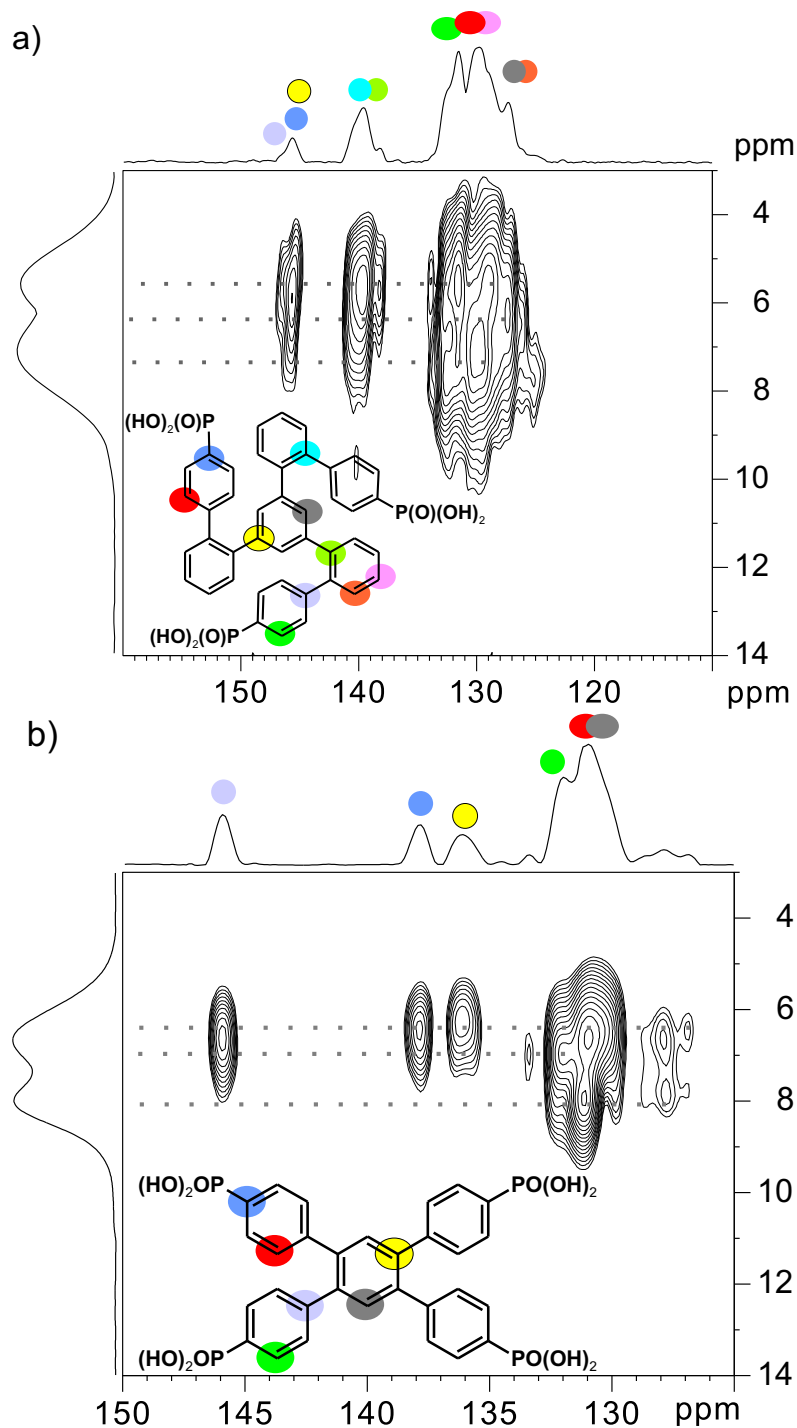 a)
ppm
4
6
8
10
12
14
(HO)₂(O)P
P(O)(OH)₂
(HO)₂(O)P
150 140 130 120 ppm
b)
4
6
8
10
12
14
(HO)₂OP PO(OH)₂
(HO)₂OP PO(OH)₂
150 145 140 135 130 ppm